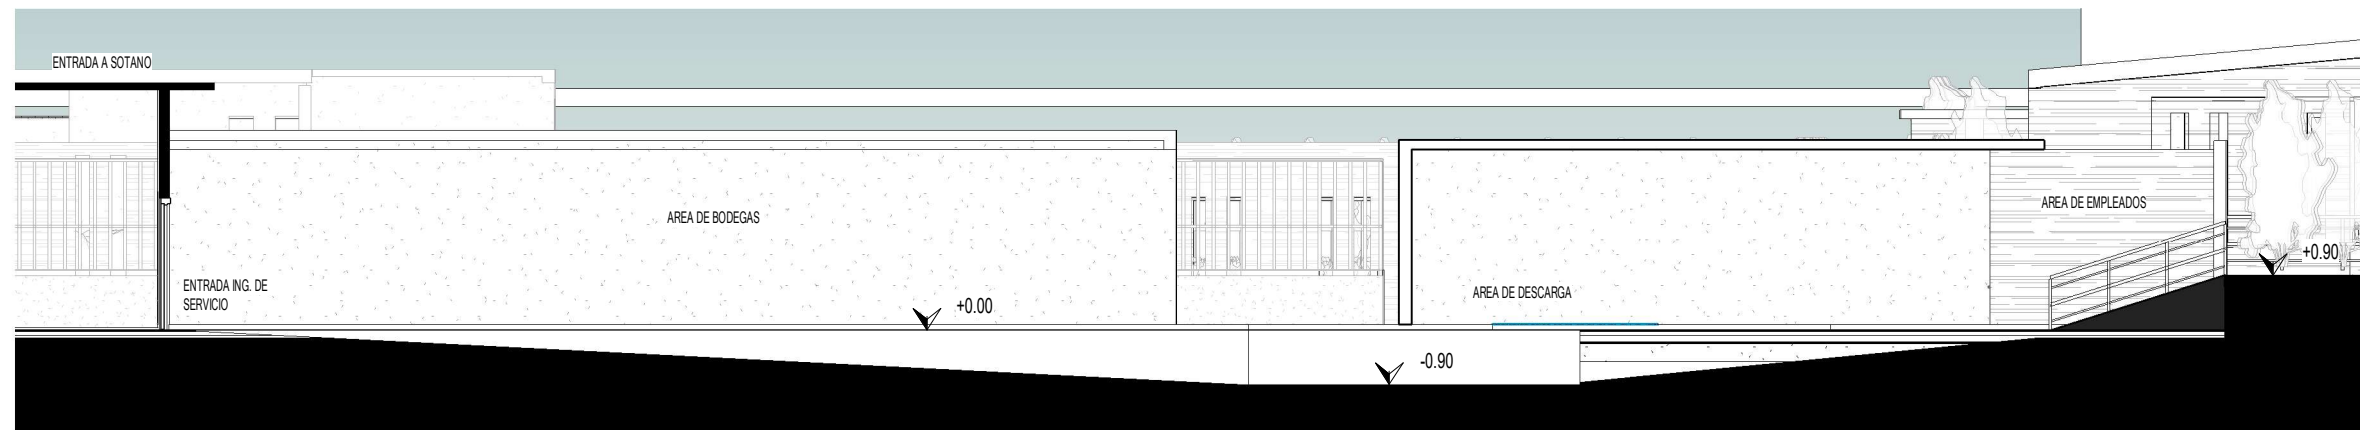 ENTRADA A SOTANO
AREA DE BODEGAS
AREA DE EMPLEADOS
+0.90
ENTRADA ING. DE
SERVICIO
AREA DE DESCARGA
+0.00
-0.90